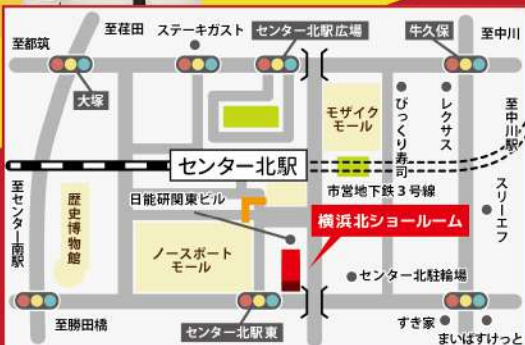 至荏田
ステーキガスト
センター北駅広場
牛久保
至中川
至都筑
大塚
モザイク
モール
びっくり寿司
レクサス
至中川駅
センター北駅
市営地下鉄3号線
至センター南駅
歴史博物館
日能研関東ビル
横浜北ショールーム
スリーエフ
ノースポート
モール
センター北駐輪場
至勝田橋
センター北駅東
すき家
まいばすけっと